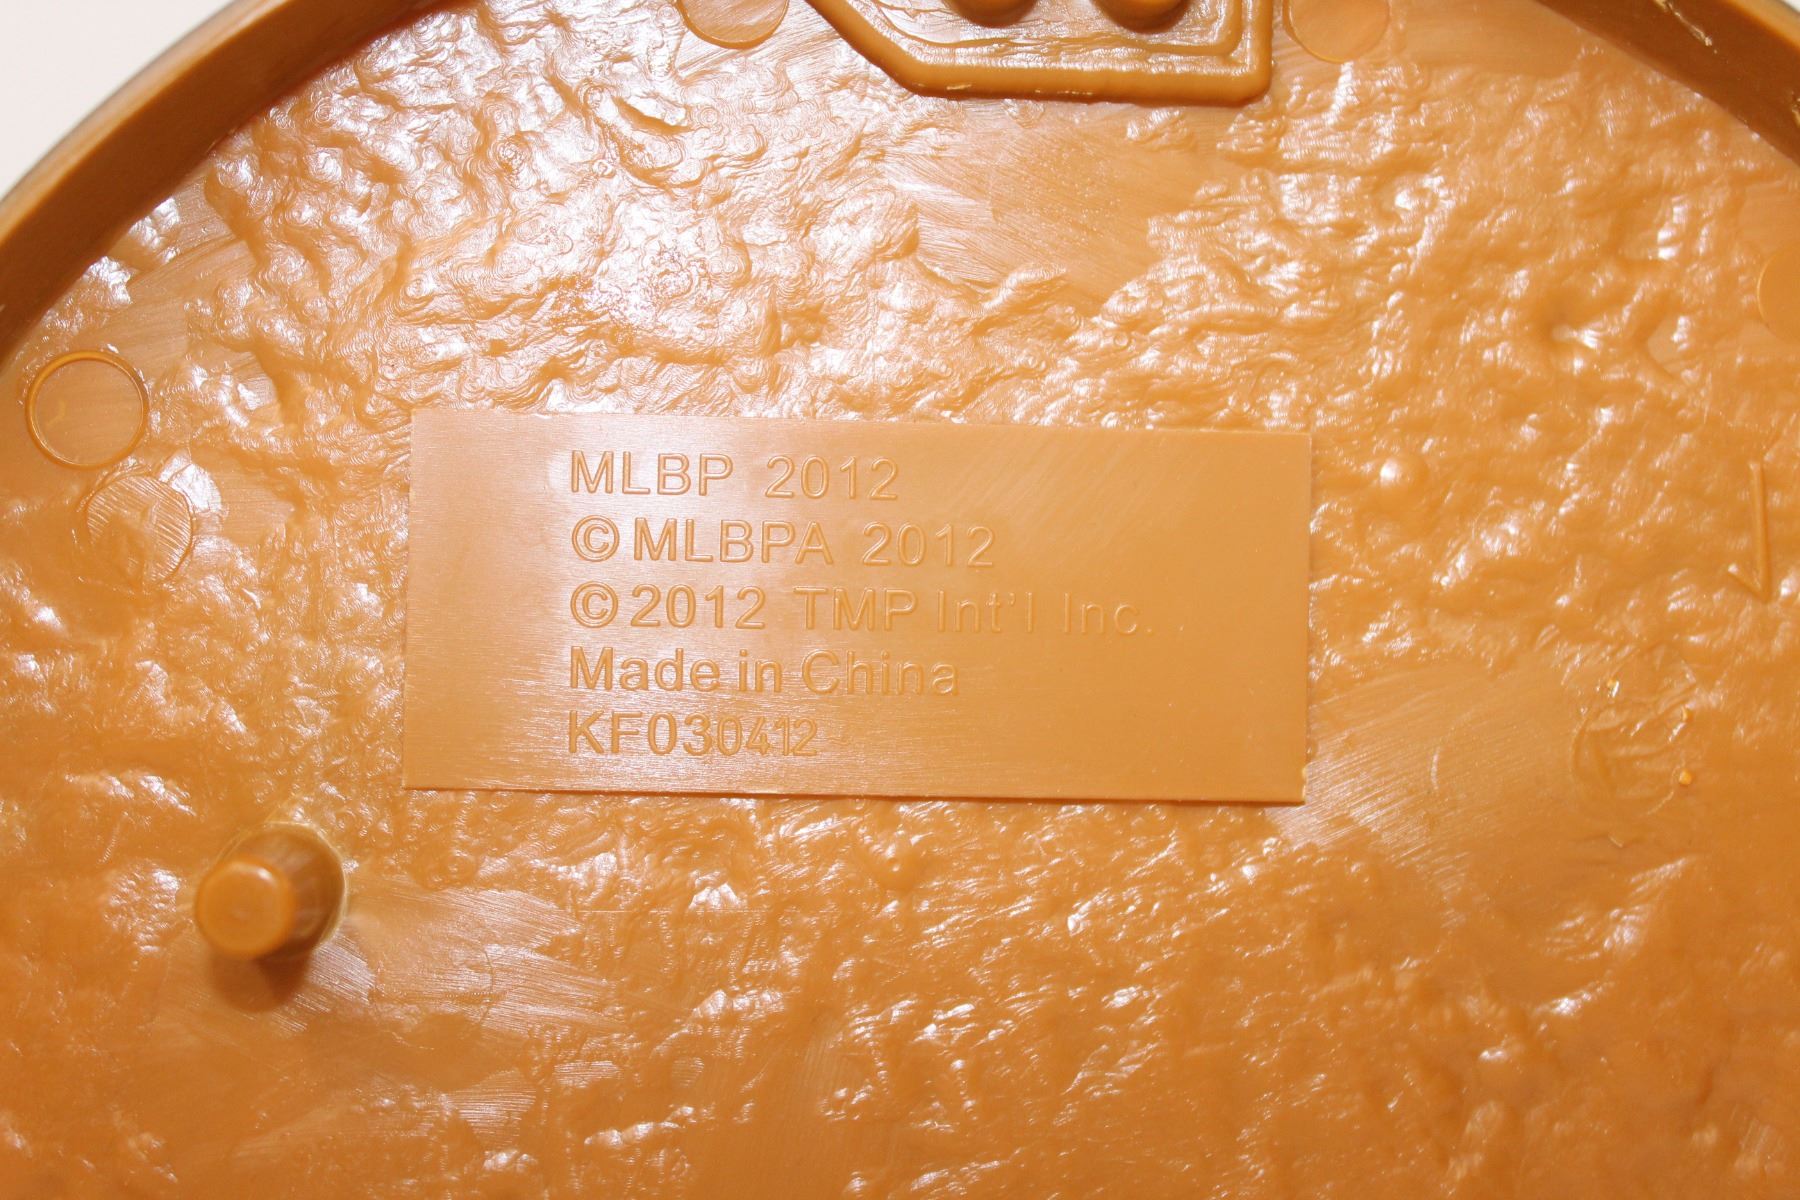 MLBP 2012
©MLBPA 2012
©2012 TMP Int'l Inc.
Made in China
KF030412